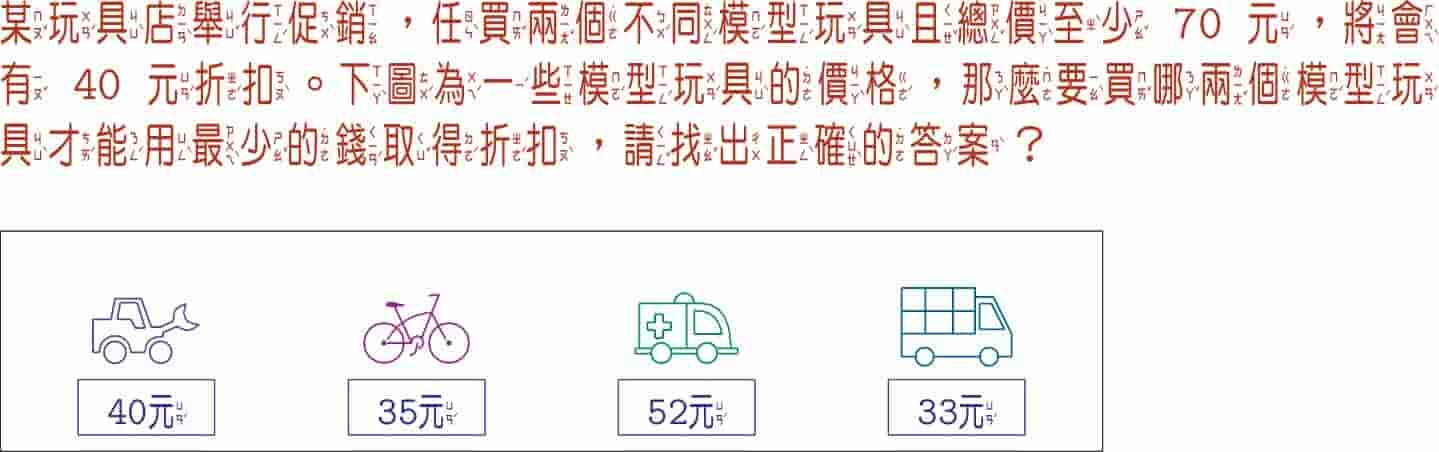 某玩具店舉行促銷，任買兩個不同模型玩具且總價至少 70 元，將會
有 40 元折扣。下圖為一些模型玩具的價格，那麼要買哪兩個模型玩
具才能用最少的錢取得折扣，請找出正確的答案？
40元 35元 52元 33元